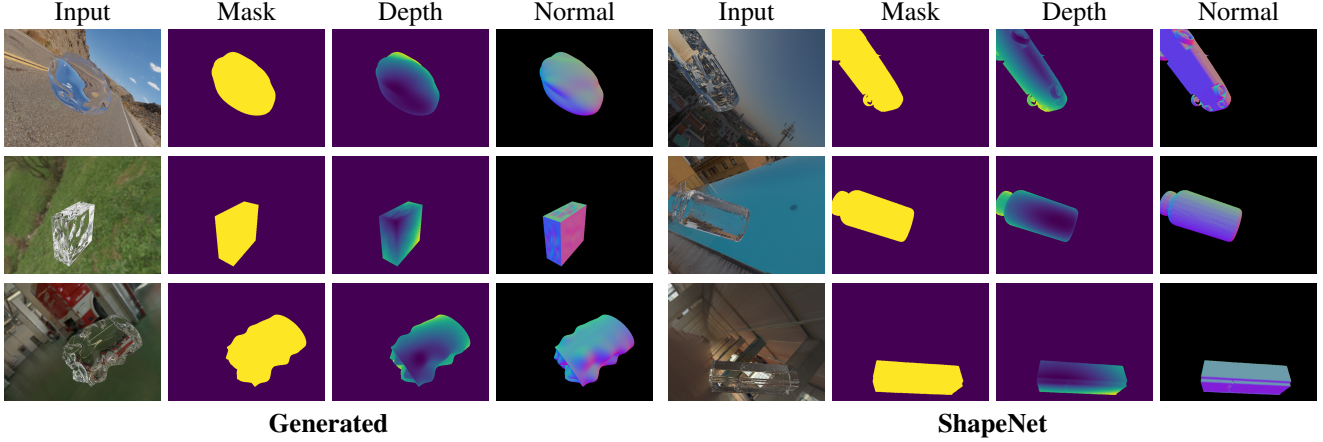 Input Mask Depth Normal Input Mask Depth Normal
Generated ShapeNet